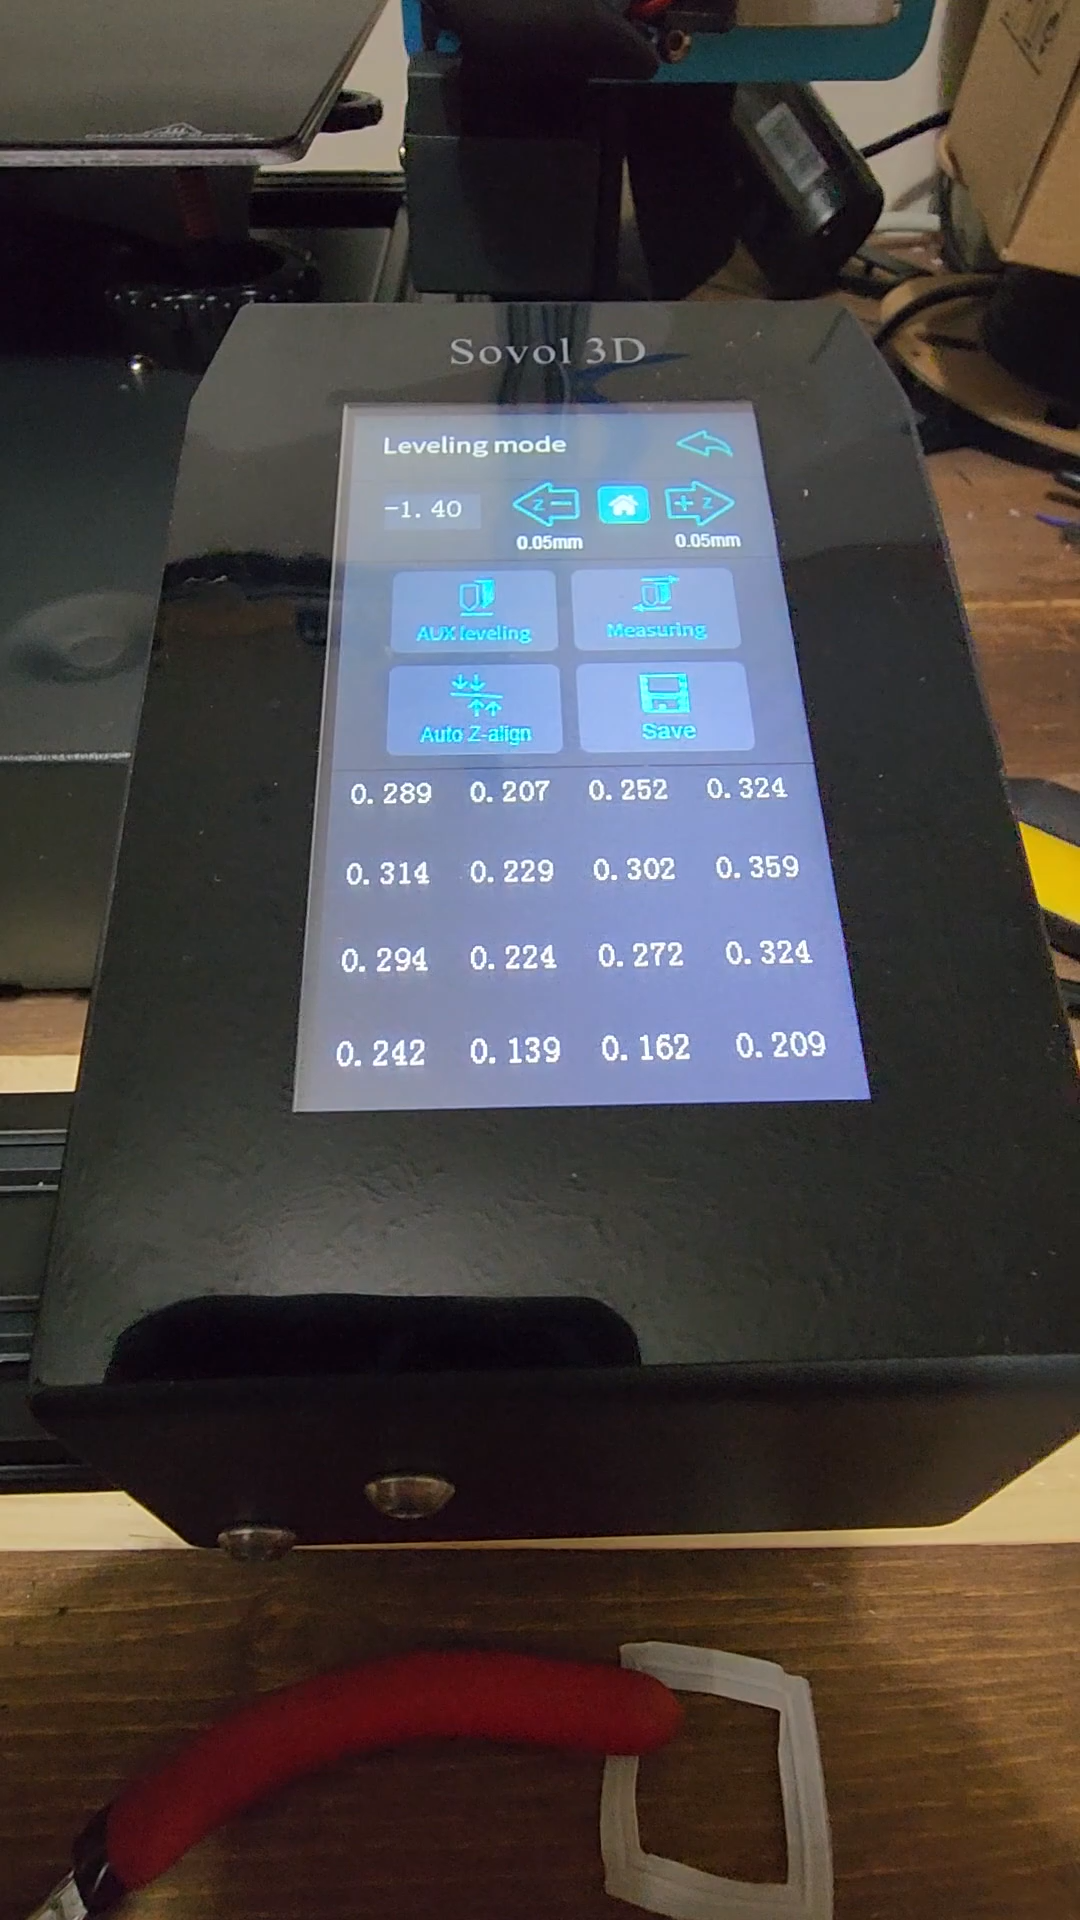 Sovol 3D
Leveling mode
-1.40 Z- +Z
0.05mm 0.05mm
AUX leveling Measuring
Auto Z-align Save
0.289 0.207 0.252 0.324
0.314 0.229 0.302 0.359
0.294 0.224 0.272 0.324
0.242 0.139 0.162 0.209